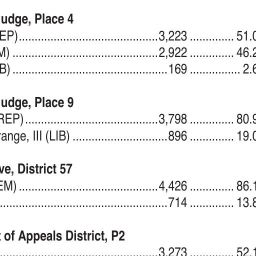 udge, Place 4
EP)........................................3,223 .............. 51.0
M) ..........................................2,922 .............. 46.2
B) .............................................169 ................ 2.6
udge, Place 9
REP)......................................3,798 .............. 80.9
range, III (LIB) ...........................896 .............. 19.0
ve, District 57
EM) ........................................4,426 .............. 86.1
................................................714 .............. 13.8
t of Appeals District, P2
..............................................3,273 .............. 52.1